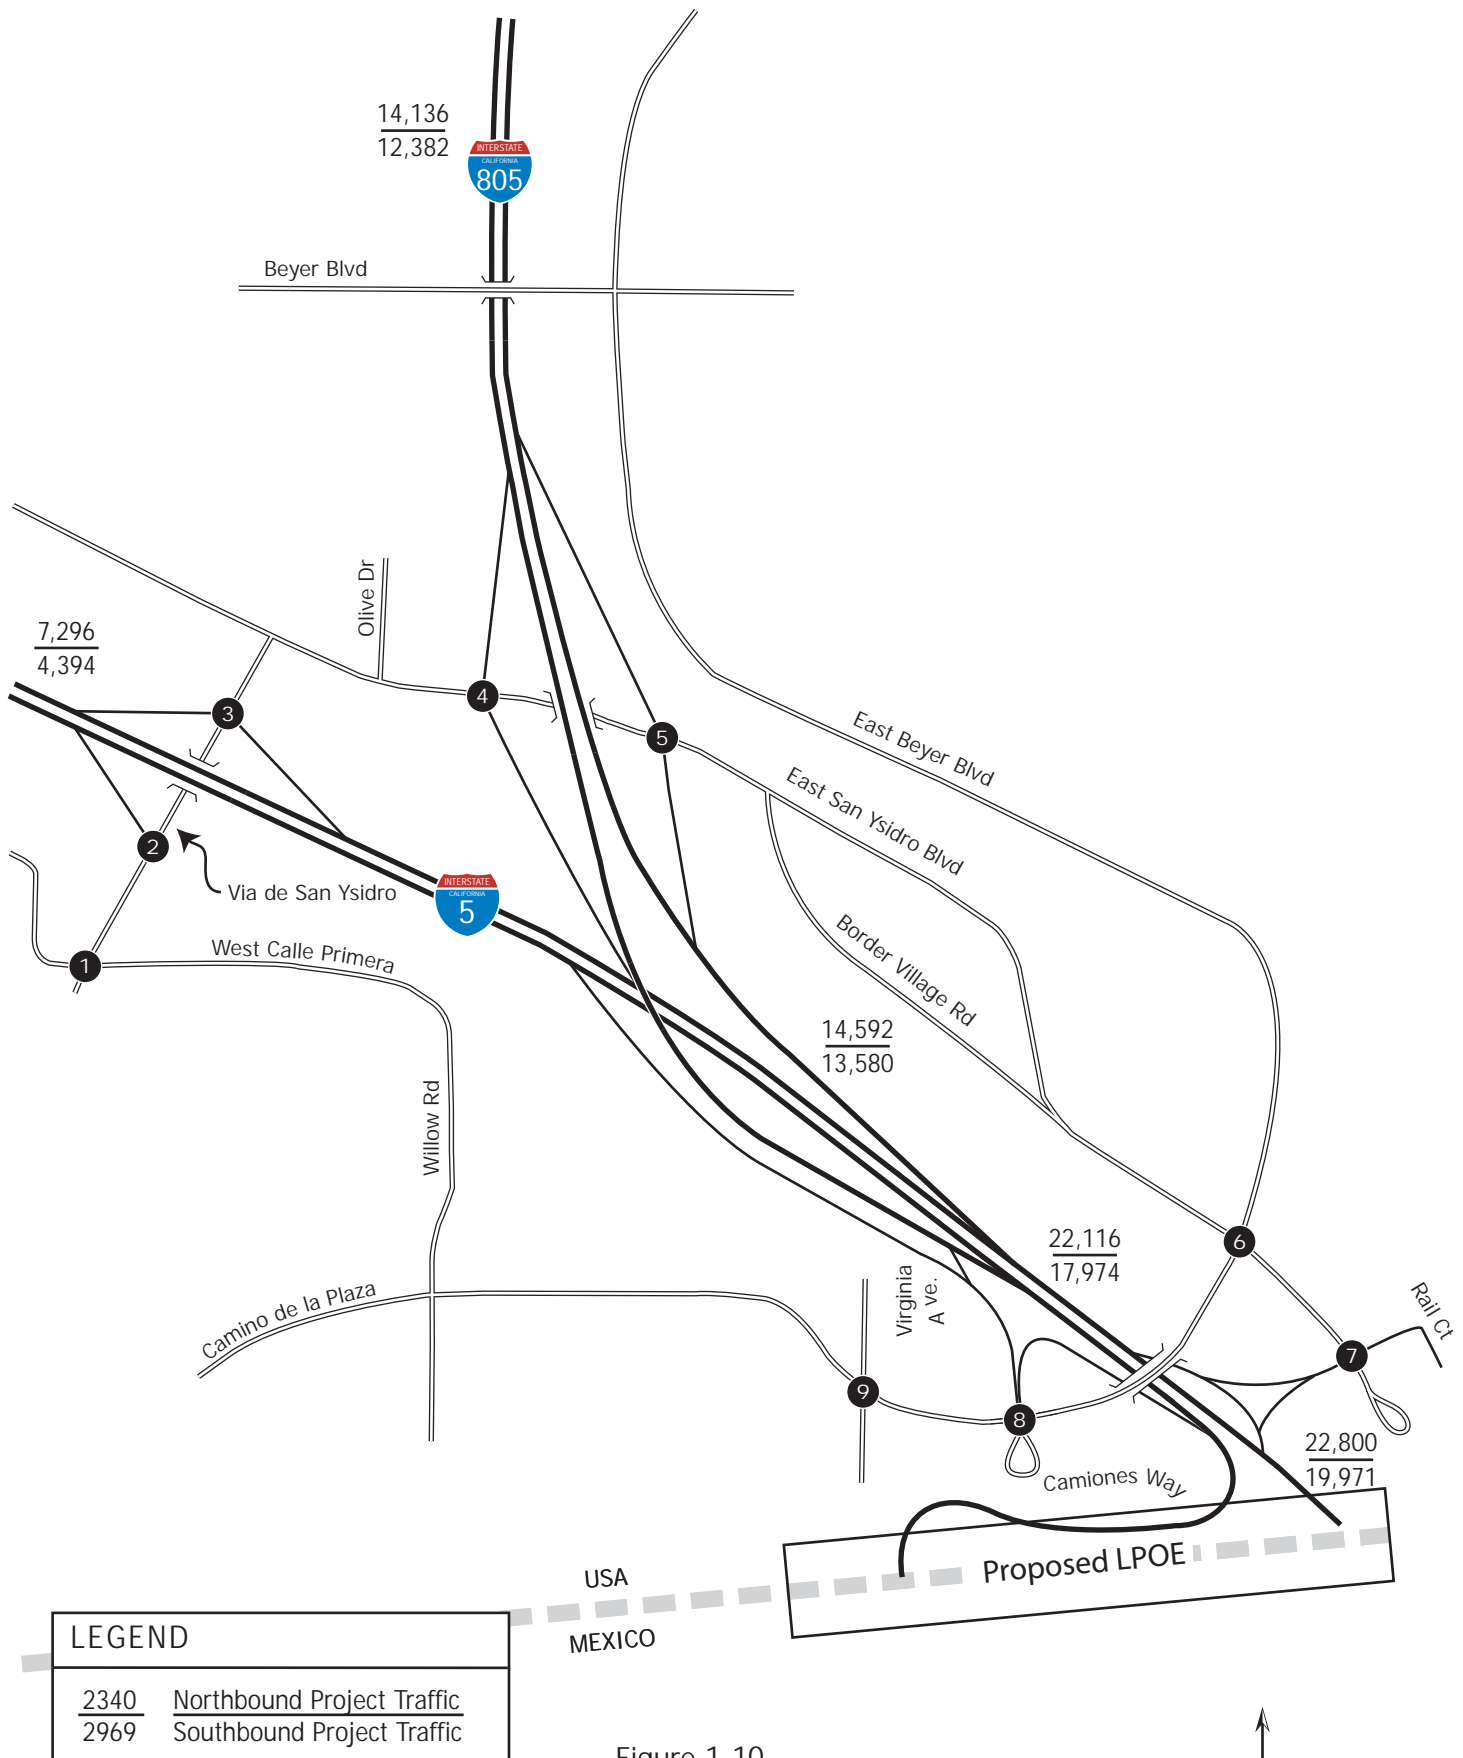 14,136
12,382
INTERSTATE
CALIFORNIA
805
Beyer Blvd
Olive Dr
7,296
4,394
3
4
5
2
1
Via de San Ysidro
INTERSTATE
CALIFORNIA
5
West Calle Primera
East Beyer Blvd
East San Ysidro Blvd
Border Village Rd
14,592
13,580
Willow Rd
22,116
17,974
6
7
Rail Ct
Virginia
A ve.
Camino de la Plaza
9
8
22,800
19,971
Camiones Way
Proposed LPOE
USA
MEXICO
LEGEND
2340 Northbound Project Traffic
2969 Southbound Project Traffic
Figure 1-10